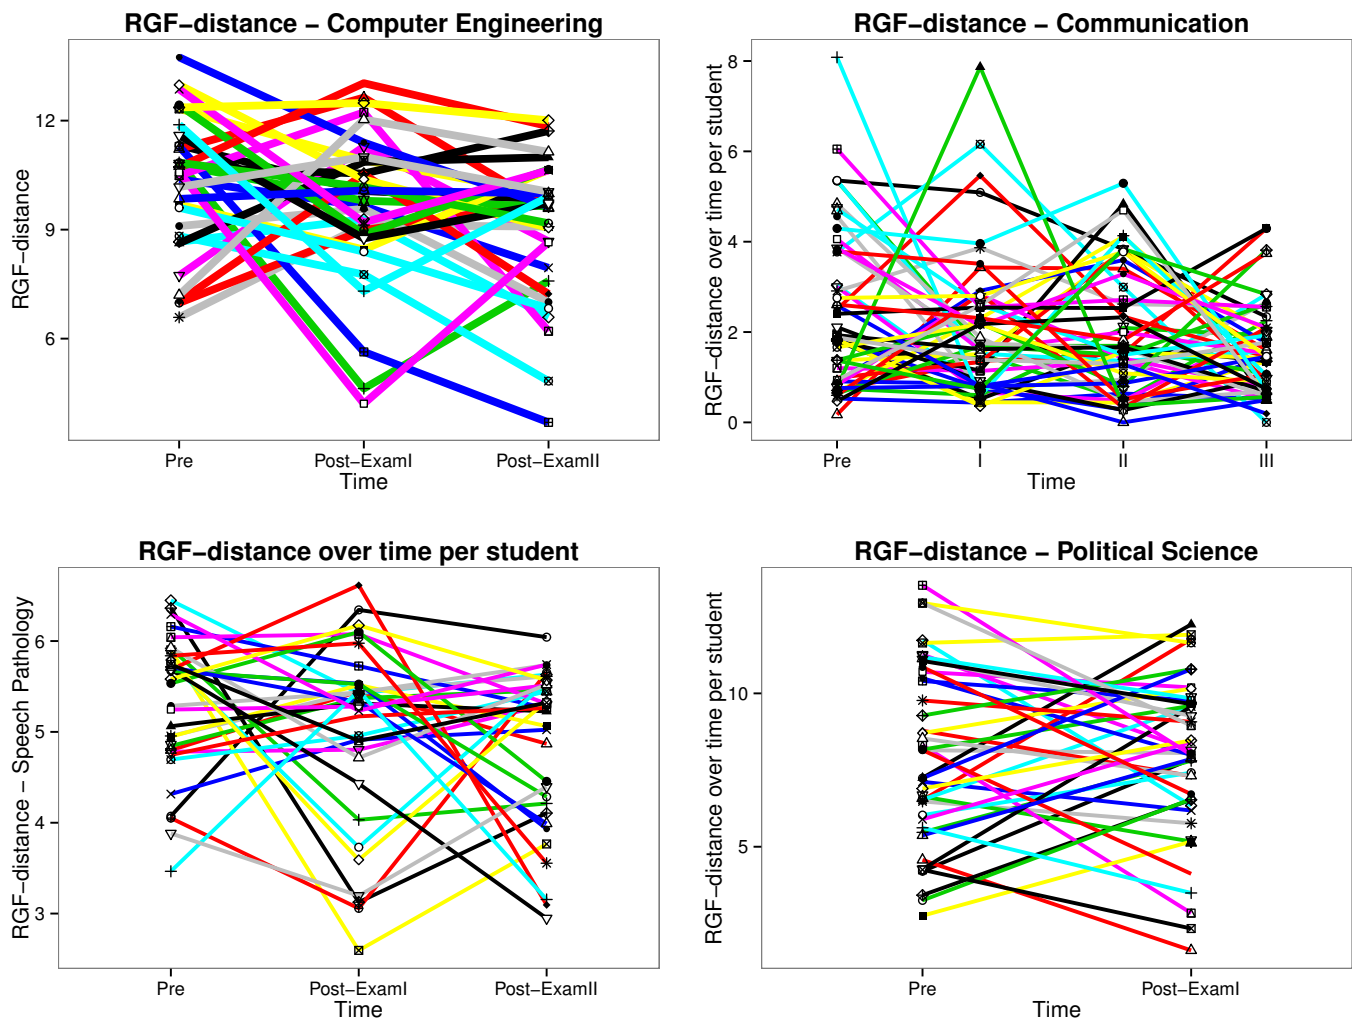 RGF−distance − Computer Engineering
RGF−distance
12
9
6
Pre
Post−ExamI
Post−ExamII
Time
RGF−distance − Communication
RGF−distance over time per student
8
6
4
2
0
Pre
I
II
III
Time
RGF−distance over time per student
RGF−distance − Speech Pathology
6
5
4
3
Pre
Post−ExamI
Post−ExamII
Time
RGF−distance − Political Science
RGF−distance over time per student
10
5
Pre
Post−ExamI
Time